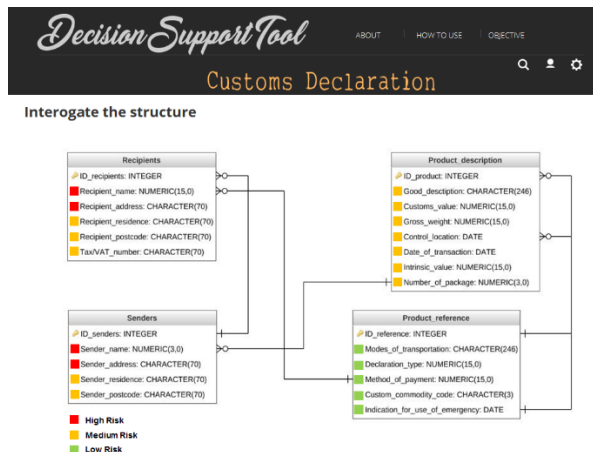 Decision Support Tool
ABOUT
HOW TO USE
OBJECTIVE
Customs Declaration
Interogate the structure
Recipients
ID_recipients: INTEGER
Recipient_name: NUMERIC(15,0)
Recipient_address: CHARACTER(70)
Recipient_residence: CHARACTER(70)
Recipient_postcode: CHARACTER(70)
Tax/VAT_number: CHARACTER(70)
Product_description
ID_product: INTEGER
Good_desctiption: CHARACTER(246)
Customs_value: NUMERIC(15,0)
Gross_weight: NUMERIC(15,0)
Control_location: DATE
Date_of_transaction: DATE
Intrinsic_value: NUMERIC(15,0)
Number_of_package: NUMERIC(3,0)
Senders
ID_senders: INTEGER
Sender_name: NUMERIC(3,0)
Sender_address: CHARACTER(70)
Sender_residence: CHARACTER(70)
Sender_postcode: CHARACTER(70)
Product_reference
ID_reference: INTEGER
Modes_of_transportation: CHARACTER(246)
Declaration_type: NUMERIC(15,0)
Method_of_payment: NUMERIC(15,0)
Custom_commodity_code: CHARACTER(3)
Indication_for_use_of_emergency: DATE
High Risk
Medium Risk
Low Risk